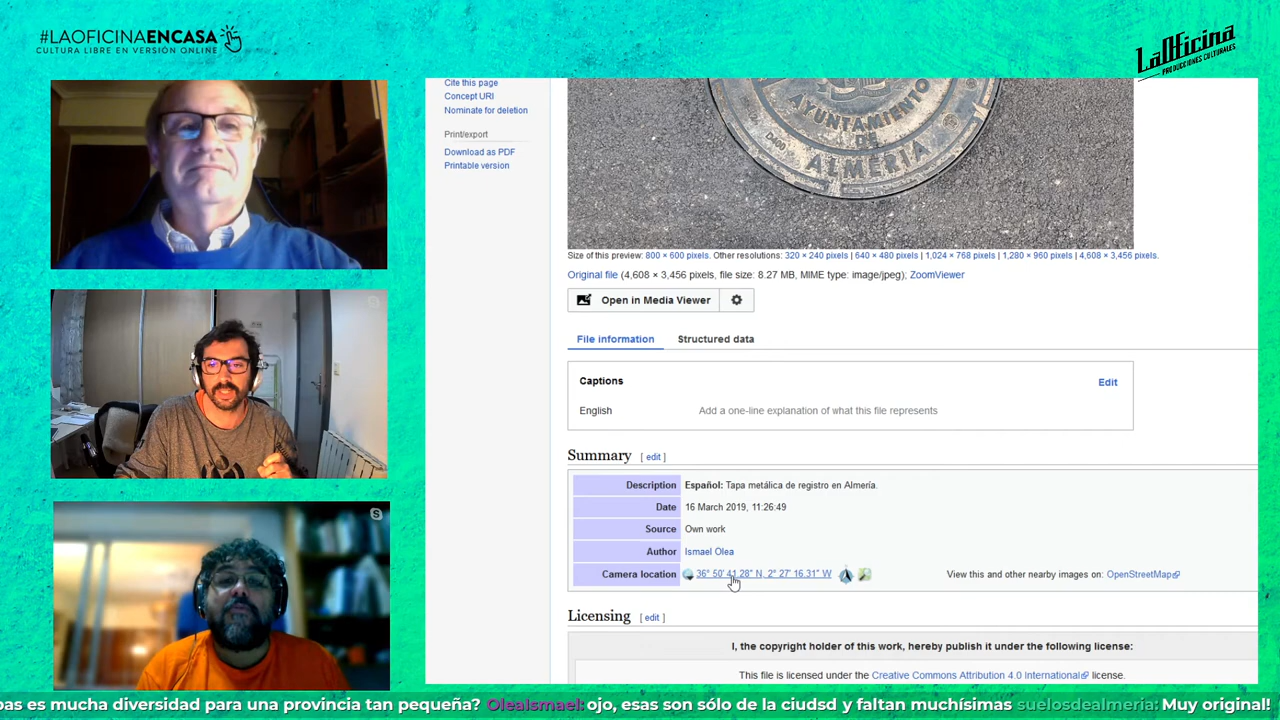 #LAOFICINAENCASA
CULTURA LIBRE EN VERSIÓN ONLINE
LaOficina
PRODUCCIONES CULTURALES
Cite this page
Concept URI
Nominate for deletion
Print/export
Download as PDF
Printable version
AYUNTAMIENTO
DE
ALMERIA
Size of this preview: 800 × 600 pixels. Other resolutions: 320 × 240 pixels | 640 × 480 pixels | 1,024 × 768 pixels | 1,280 × 960 pixels | 4,608 × 3,456 pixels.
Original file (4,608 × 3,456 pixels, file size: 8.27 MB, MIME type: image/jpeg); ZoomViewer
Open in Media Viewer
File information Structured data
Captions Edit
English Add a one-line explanation of what this file represents
Summary [ edit ]
Description Español: Tapa metálica de registro en Almería.
Date 16 March 2019, 11:26:49
Source Own work
Author Ismael Olea
Camera location 36° 50′ 41.28″ N, 2° 27′ 16.31″ W View this and other nearby images on: OpenStreetMap
Licensing [ edit ]
I, the copyright holder of this work, hereby publish it under the following license:
This file is licensed under the Creative Commons Attribution 4.0 International license.
pas es mucha diversidad para una provincia tan pequeña? OleaIsmael: ojo, esas son sólo de la ciudsd y faltan muchísimas suelosdealmeria: Muy original!